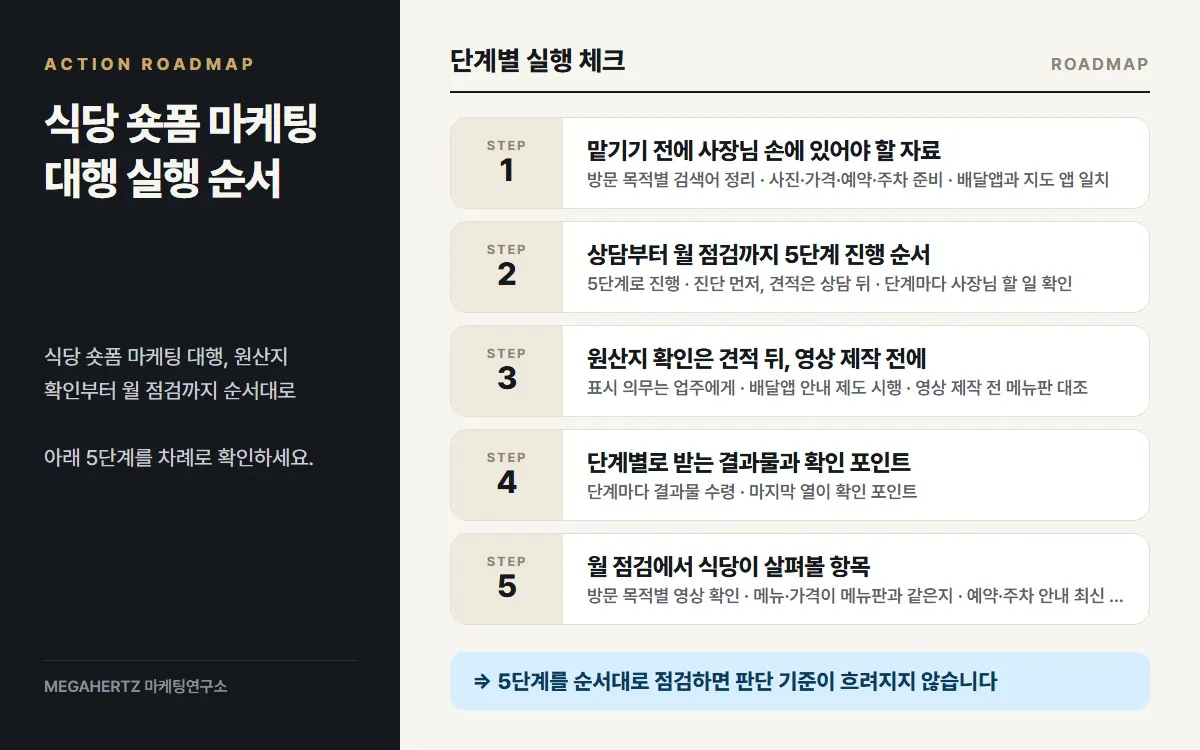 ACTION ROADMAP
식당 숏폼 마케팅
대행 실행 순서
식당 숏폼 마케팅 대행, 원산지
확인부터 월 점검까지 순서대로
아래 5단계를 차례로 확인하세요.
MEGAHERTZ 마케팅연구소
단계별 실행 체크
ROADMAP
STEP
1
맡기기 전에 사장님 손에 있어야 할 자료
방문 목적별 검색어 정리 · 사진·가격·예약·주차 준비 · 배달앱과 지도 앱 일치
STEP
2
상담부터 월 점검까지 5단계 진행 순서
5단계로 진행 · 진단 먼저, 견적은 상담 뒤 · 단계마다 사장님 할 일 확인
STEP
3
원산지 확인은 견적 뒤, 영상 제작 전에
표시 의무는 업주에게 · 배달앱 안내 제도 시행 · 영상 제작 전 메뉴판 대조
STEP
4
단계별로 받는 결과물과 확인 포인트
단계마다 결과물 수령 · 마지막 열이 확인 포인트
STEP
5
월 점검에서 식당이 살펴볼 항목
방문 목적별 영상 확인 · 메뉴·가격이 메뉴판과 같은지 · 예약·주차 안내 최신 ...
→ 5단계를 순서대로 점검하면 판단 기준이 흐려지지 않습니다